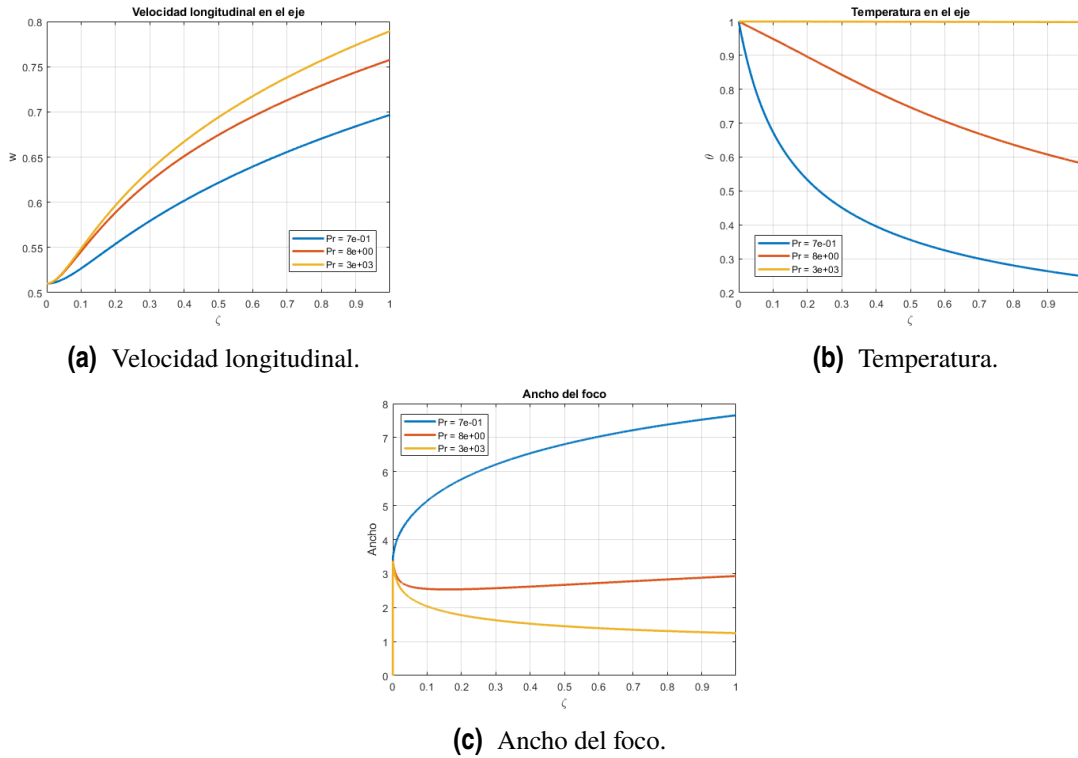 Velocidad longitudinal en el eje
0.8
0.75
0.7
0.65
0.6
0.55
0.5
w
0 0.1 0.2 0.3 0.4 0.5 0.6 0.7 0.8 0.9 1
ζ
Pr = 7e-01
Pr = 8e+00
Pr = 3e+03
(a) Velocidad longitudinal.
Temperatura en el eje
1
0.9
0.8
0.7
0.6
0.5
0.4
0.3
0.2
θ
0 0.1 0.2 0.3 0.4 0.5 0.6 0.7 0.8 0.9
ζ
Pr = 7e-01
Pr = 8e+00
Pr = 3e+03
(b) Temperatura.
Ancho del foco
8
7
6
5
4
3
2
1
0
Ancho
0 0.1 0.2 0.3 0.4 0.5 0.6 0.7 0.8 0.9 1
ζ
Pr = 7e-01
Pr = 8e+00
Pr = 3e+03
(c) Ancho del foco.